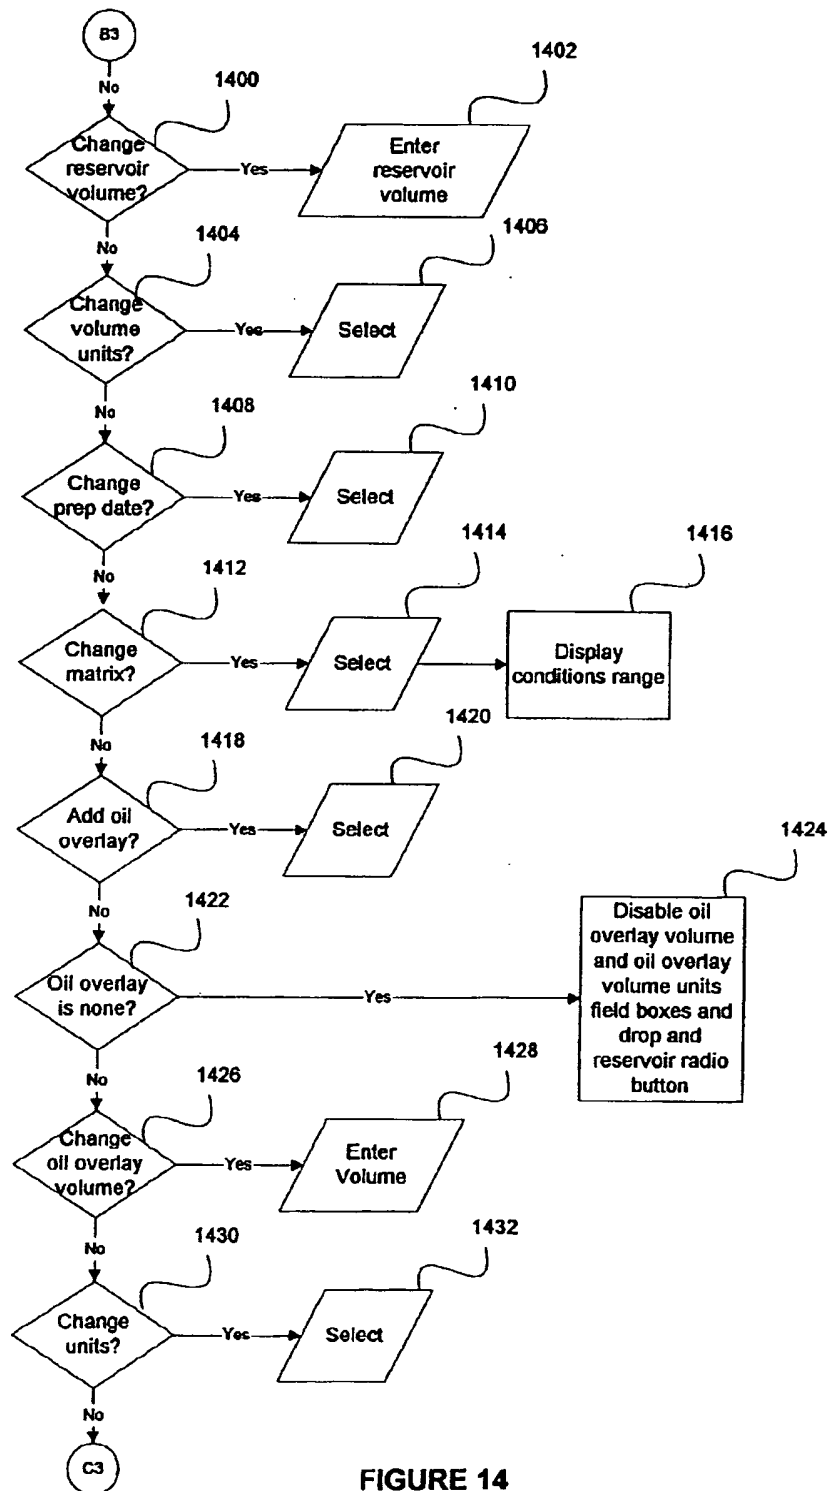 B3
No
1400
Change
reservoir
volume?
Yes
1402
Enter
reservoir
volume
No
1404
Change
volume
units?
Yes
1406
Select
No
1408
Change
prep date?
Yes
1410
Select
No
1412
Change
matrix?
Yes
1414
Select
1416
Display
conditions range
No
1418
Add oil
overlay?
Yes
1420
Select
No
1422
Oil overlay
is none?
Yes
1424
Disable oil
overlay volume
and oil overlay
volume units
field boxes and
drop and
reservoir radio
button
No
1426
Change
oil overlay
volume?
Yes
1428
Enter
Volume
No
1430
Change
units?
Yes
1432
Select
No
C3
FIGURE 14